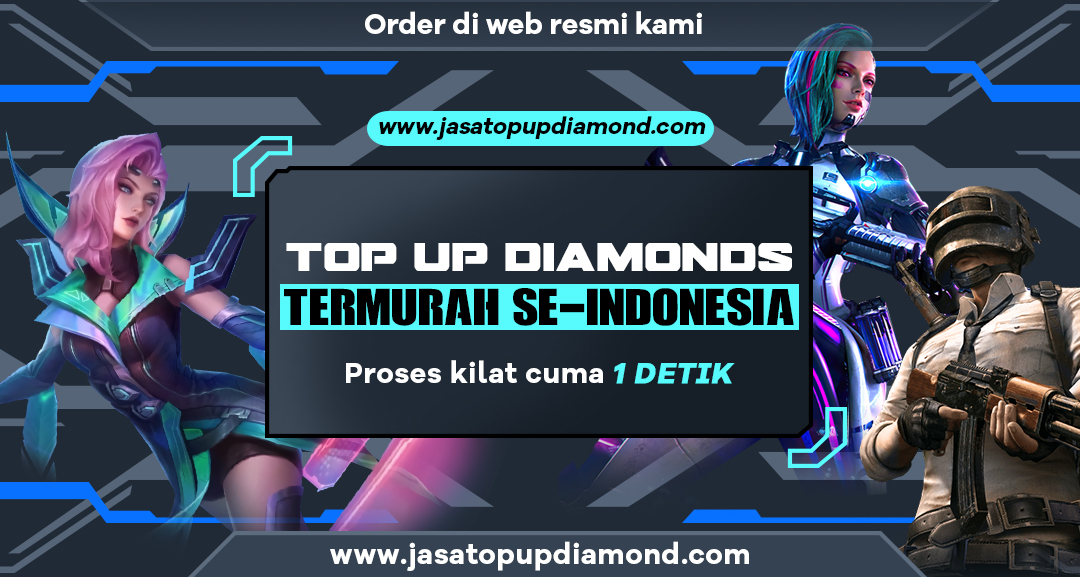 Order di web resmi kami
www.jasatopupdiamond.com
TOP UP DIAMONDS
TERMURAH SE-INDONESIA
Proses kilat cuma 1 DETIK
www.jasatopupdiamond.com